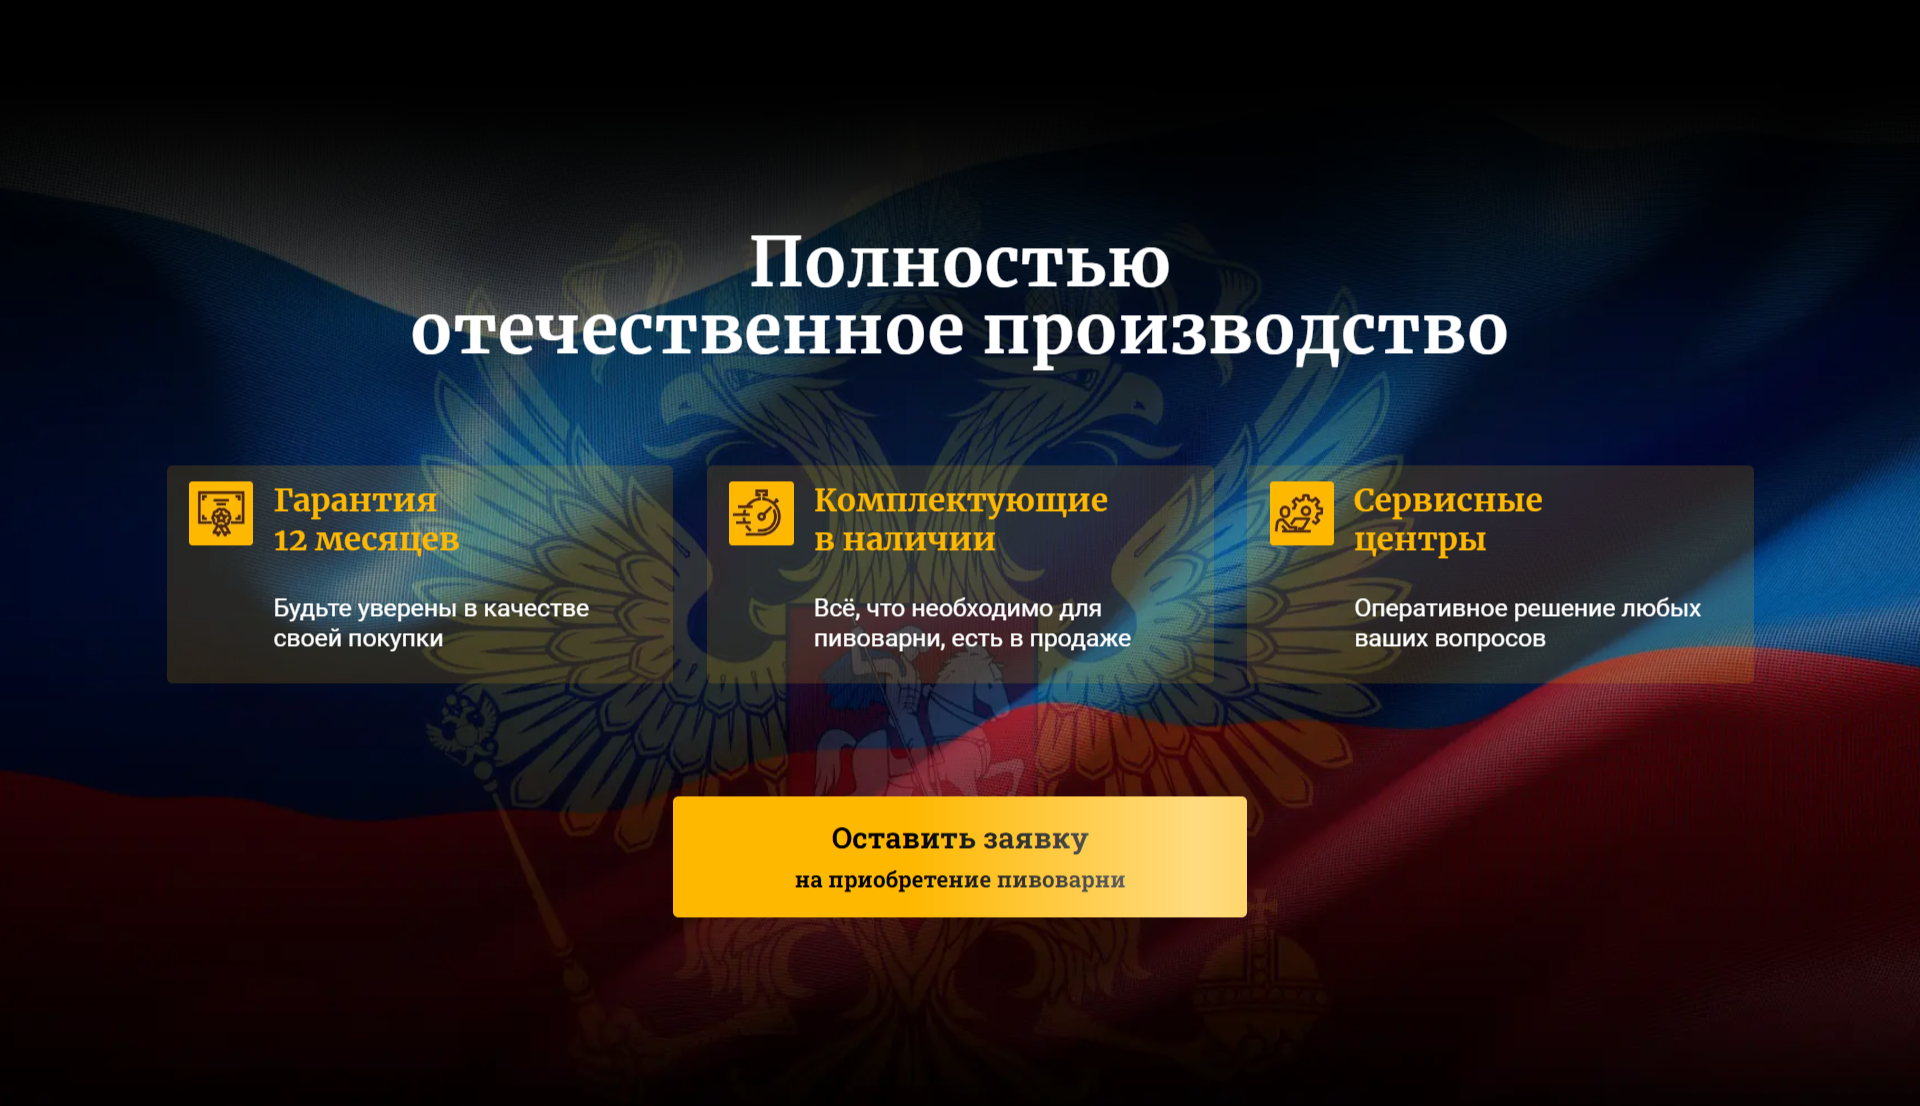 Полностью
отечественное производство
Гарантия
12 месяцев
Будьте уверены в качестве
своей покупки
Комплектующие
в наличии
Всё, что необходимо для
пивоварни, есть в продаже
Сервисные
центры
Оперативное решение любых
ваших вопросов
Оставить заявку
на приобретение пивоварни